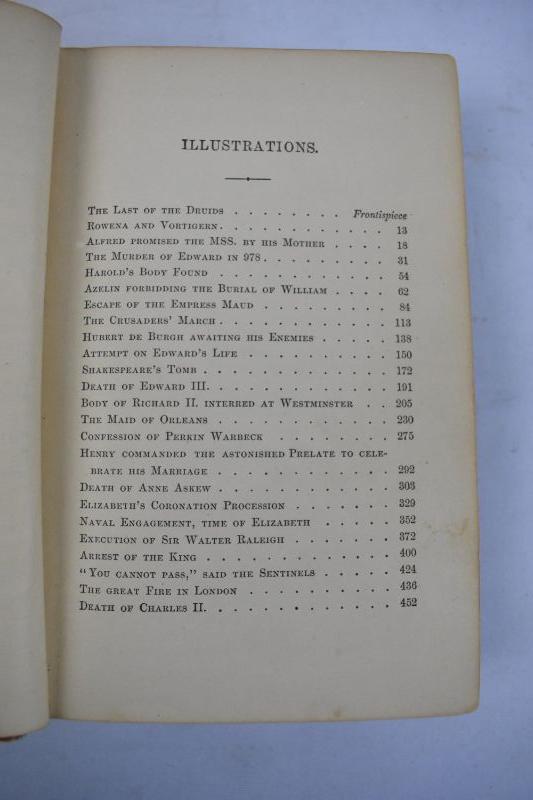 ILLUSTRATIONS.
The Last of the Druids . . . . . . . . Frontispiece
Rowena and Vortigern . . . . . . . . . . . 13
Alfred promised the MSS. by his Mother . . . . 18
The Murder of Edward in 978 . . . . . . . . 31
Harold's Body Found . . . . . . . . . . . 54
Azelin forbidding the Burial of William . . . . 62
Escape of the Empress Maud . . . . . . . . 84
The Crusaders' March . . . . . . . . . . . 113
Hubert de Burgh awaiting his Enemies . . . . . 138
Attempt on Edward's Life . . . . . . . . . 150
Shakespeare's Tomb . . . . . . . . . . . . 172
Death of Edward III. . . . . . . . . . . . 191
Body of Richard II. interred at Westminster . . 205
The Maid of Orleans . . . . . . . . . . . 230
Confession of Perkin Warbeck . . . . . . . . 275
Henry commanded the astonished Prelate to cele-
brate his Marriage . . . . . . . . . . . 292
Death of Anne Askew . . . . . . . . . . . 303
Elizabeth's Coronation Procession . . . . . . 329
Naval Engagement, time of Elizabeth . . . . . 352
Execution of Sir Walter Raleigh . . . . . . . 372
Arrest of the King . . . . . . . . . . . . 400
"You cannot pass," said the Sentinels . . . . . 424
The great Fire in London . . . . . . . . . . 436
Death of Charles II. . . . . . . . . . . . 452